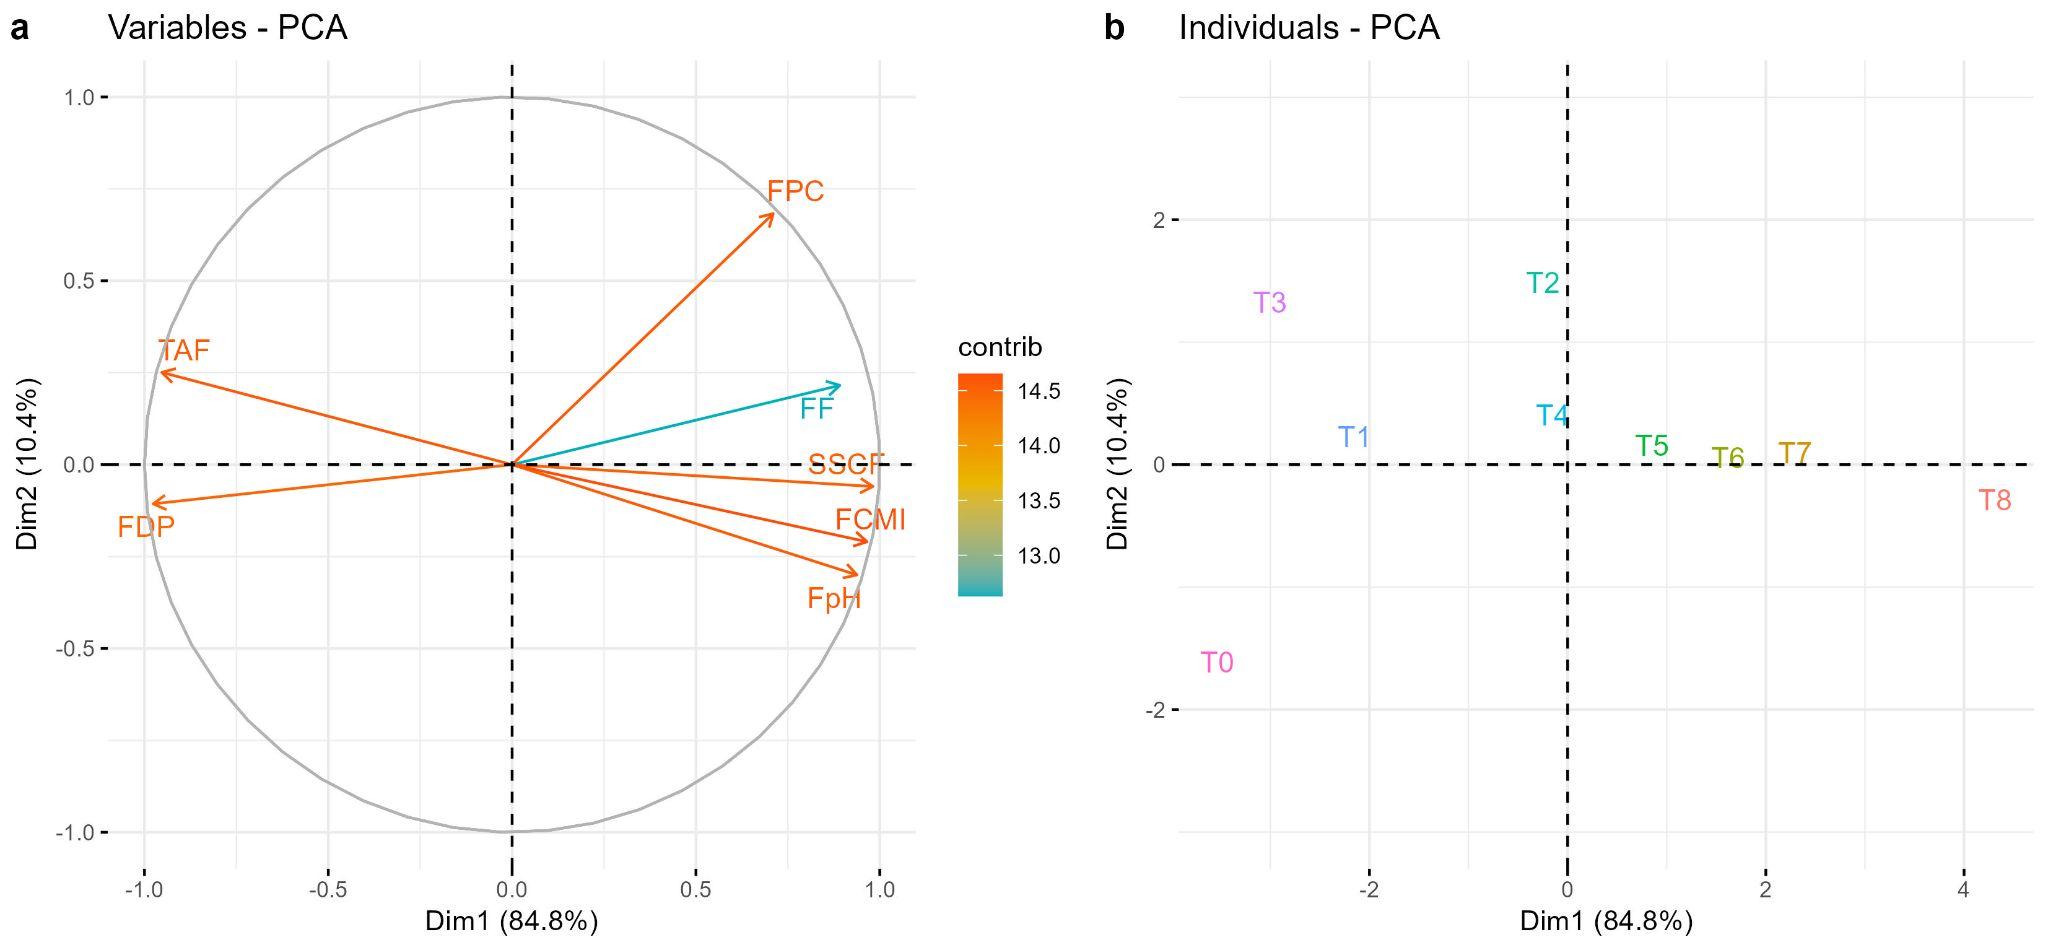 a Variables - PCA
1.0
0.5
0.0
-0.5
-1.0
Dim2 (10.4%)
FPC
TAF
FF
SSCF
FDP
FCMI
FpH
-1.0 -0.5 0.0 0.5 1.0
Dim1 (84.8%)
contrib
14.5
14.0
13.5
13.0
b Individuals - PCA
2
0
-2
Dim2 (10.4%)
T2
T3
T4
T1
T5
T6
T7
T8
T0
-2 0 2 4
Dim1 (84.8%)